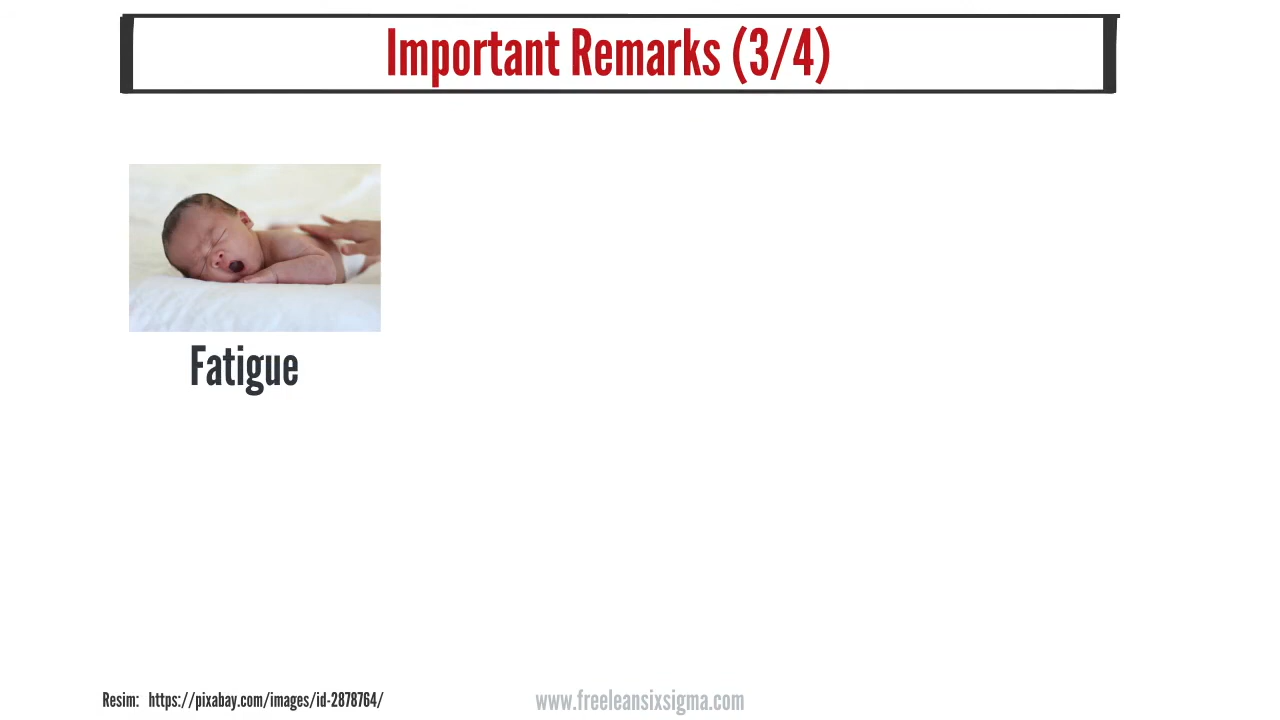 Important Remarks (3/4)
Fatigue
Resim: https://pixabay.com/images/id-2878764/
www.freeleansixsigma.com